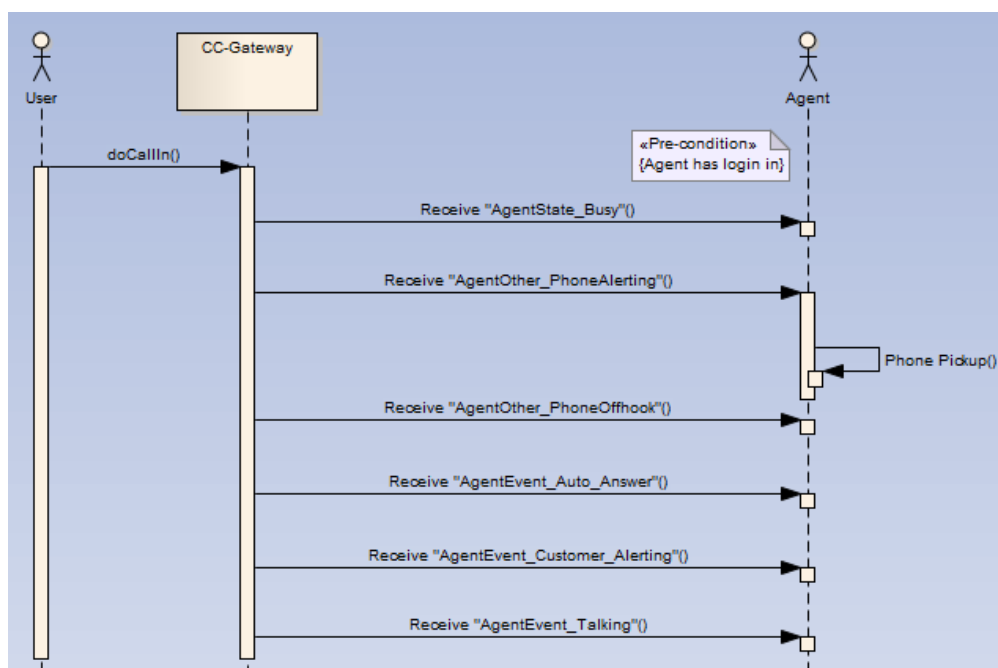 CC-Gateway
User
Agent
«Pre-condition»
{Agent has login in}
doCallIn()
Receive "AgentState_Busy"()
Receive "AgentOther_PhoneAlerting"()
Phone Pickup()
Receive "AgentOther_PhoneOffhook"()
Receive "AgentEvent_Auto_Answer"()
Receive "AgentEvent_Customer_Alerting"()
Receive "AgentEvent_Talking"()